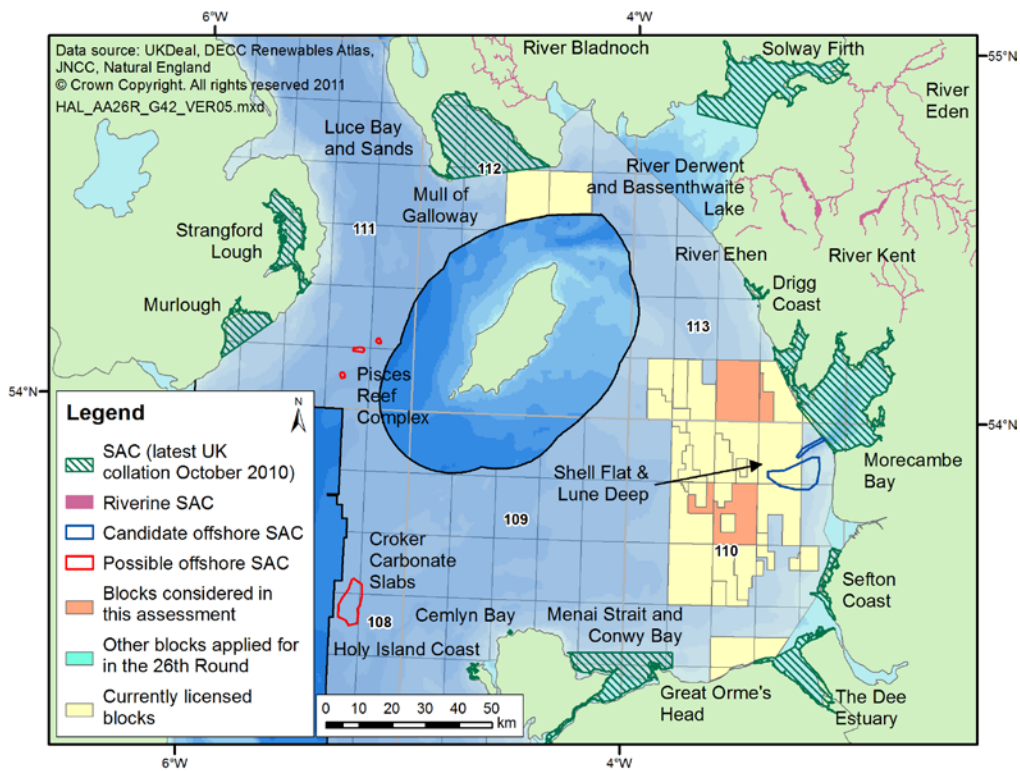 6°W
4°W
Data source: UKDeal, DECC Renewables Atlas,
JNCC, Natural England
© Crown Copyright. All rights reserved 2011
HAL_AA26R_G42_VER05.mxd
River Bladnoch
Solway Firth
55°N
River
Eden
Luce Bay
and Sands
112
Mull of
Galloway
River Derwent
and Bassenthwaite
Lake
111
Strangford
Lough
River Ehen
River Kent
Murlough
Drigg
Coast
113
Pisces
Reef
Complex
54°N
54°N
Legend
N
SAC (latest UK
collation October 2010)
Riverine SAC
Candidate offshore SAC
Possible offshore SAC
Blocks considered in
this assessment
Other blocks applied for
in the 26th Round
Currently licensed
blocks
Shell Flat &
Lune Deep
Morecambe
Bay
109
110
Croker
Carbonate
Slabs
Sefton
Coast
108
Cemlyn Bay
Menai Strait and
Conwy Bay
Holy Island Coast
Great Orme's
Head
The Dee
Estuary
0 10 20 30 40 50
km
6°W
4°W